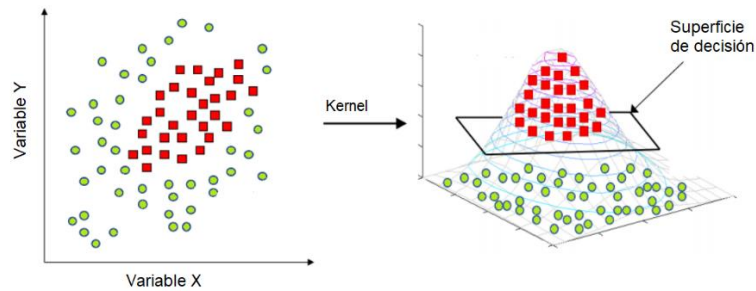 Variable Y
Variable X
Kernel
Superficie
de decisión